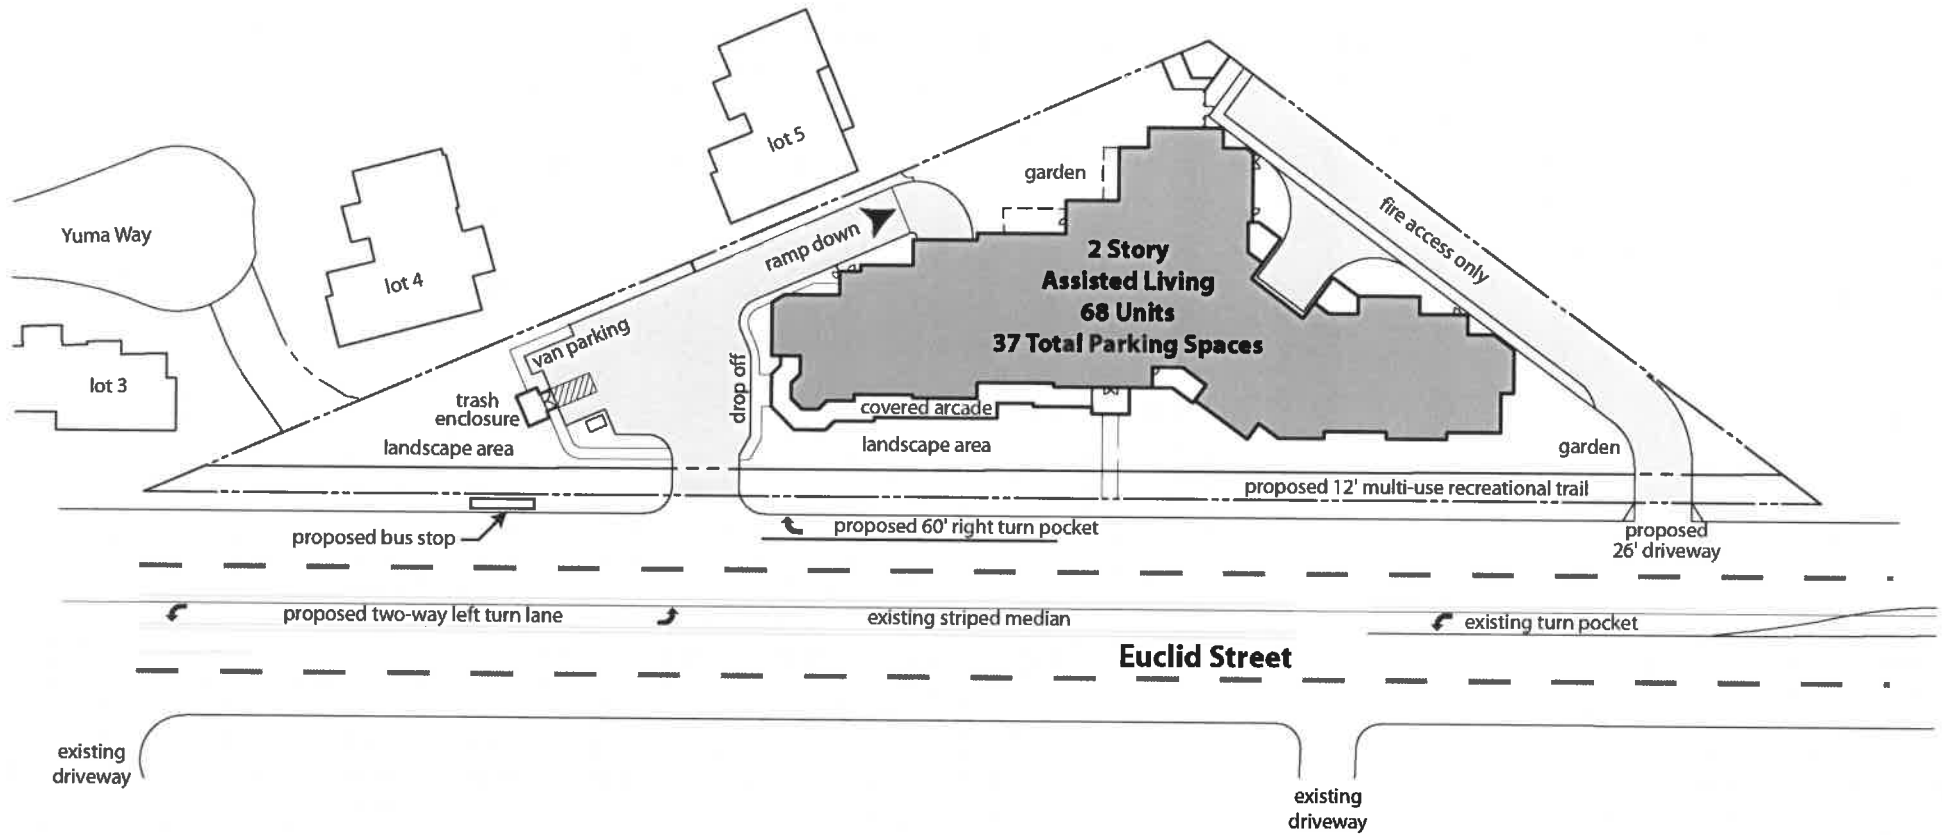 lot 5
garden
Yuma Way
fire access only
ramp down
lot 4
2 Story
Assisted Living
68 Units
37 Total Parking Spaces
van parking
lot 3
drop off
trash
enclosure
covered arcade
landscape area
landscape area
garden
proposed 12' multi-use recreational trail
proposed bus stop
proposed 60' right turn pocket
proposed
26' driveway
proposed two-way left turn lane
existing striped median
existing turn pocket
Euclid Street
existing
driveway
existing
driveway